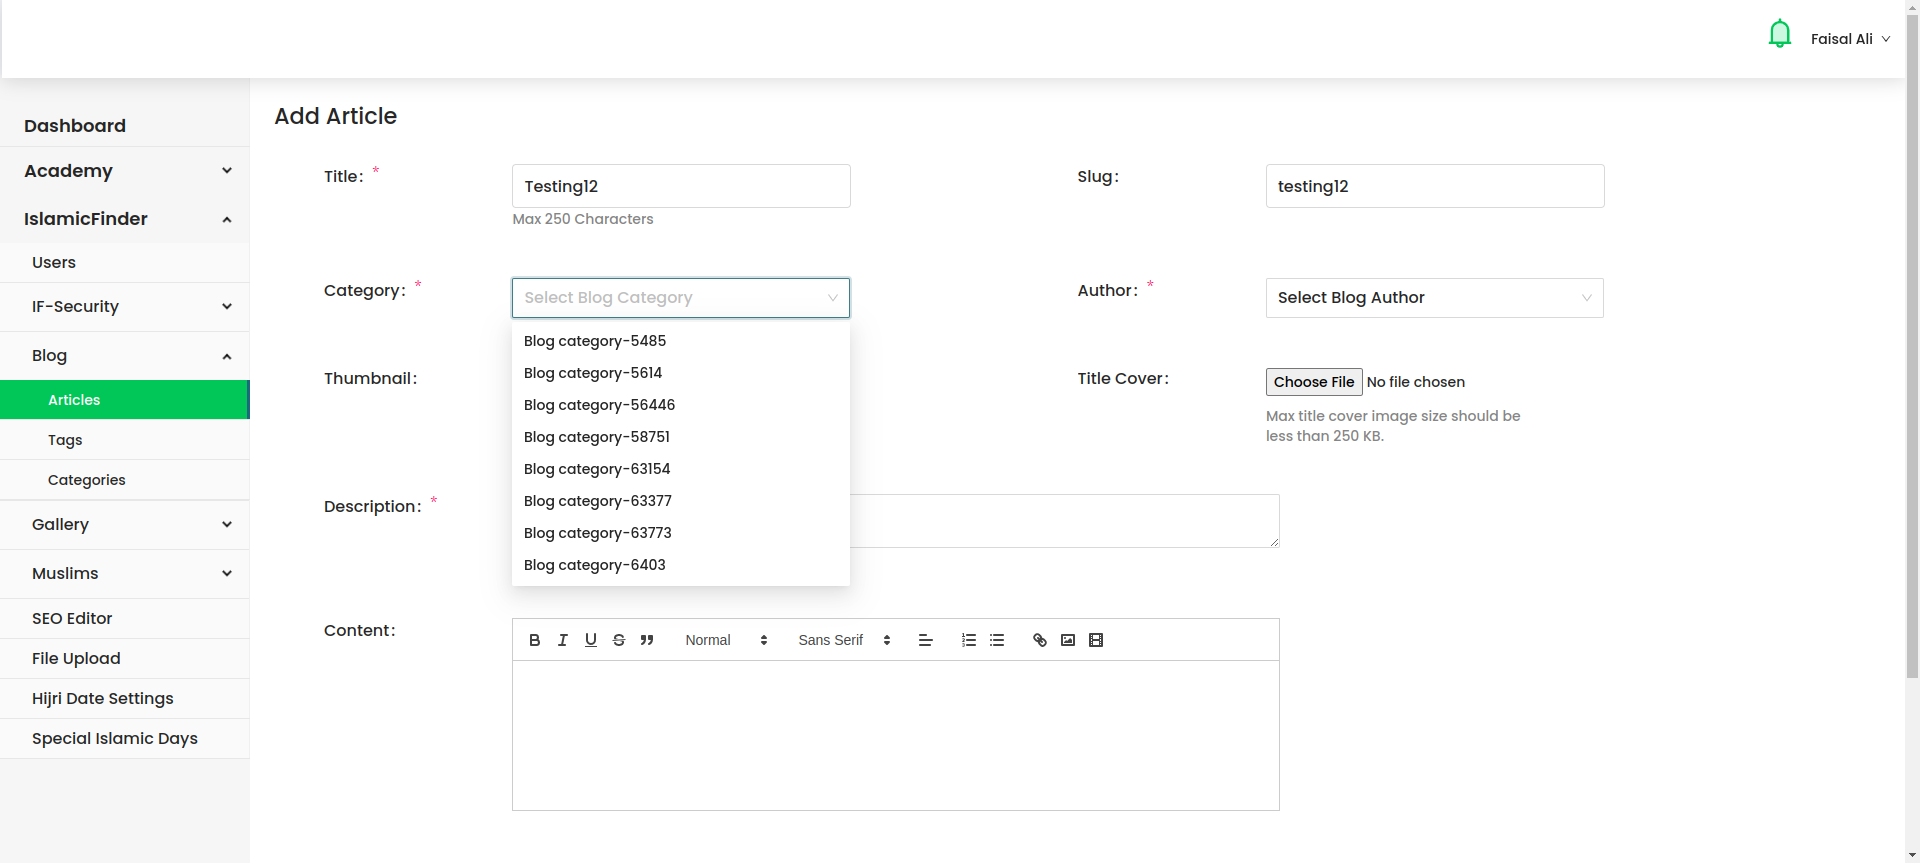 Faisal Ali
Dashboard
Academy
IslamicFinder
Users
IF-Security
Blog
Articles
Tags
Categories
Gallery
Muslims
SEO Editor
File Upload
Hijri Date Settings
Special Islamic Days
Add Article
Title: *
Testing12
Max 250 Characters
Slug:
testing12
Category: *
Select Blog Category
Author: *
Select Blog Author
Blog category-5485
Blog category-5614
Blog category-56446
Blog category-58751
Blog category-63154
Blog category-63377
Blog category-63773
Blog category-6403
Thumbnail:
Title Cover:
Choose File No file chosen
Max title cover image size should be
less than 250 KB.
Description: *
Content:
Normal
Sans Serif